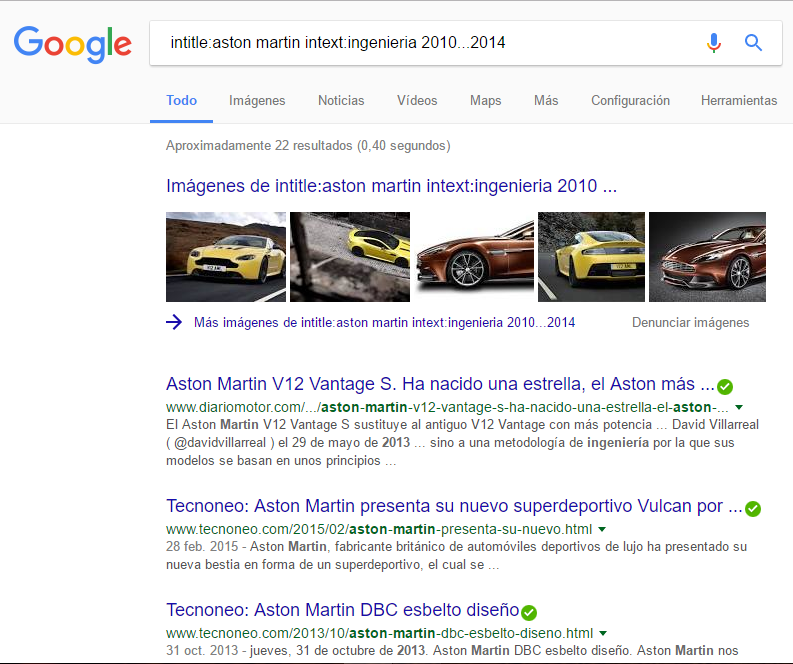 Google
intitle:aston martin intext:ingenieria 2010...2014
Todo Imágenes Noticias Vídeos Maps Más Configuración Herramientas
Aproximadamente 22 resultados (0,40 segundos)
Imágenes de intitle:aston martin intext:ingenieria 2010 ...
Más imágenes de intitle:aston martin intext:ingenieria 2010...2014 Denunciar imágenes
Aston Martin V12 Vantage S. Ha nacido una estrella, el Aston más ...
www.diariomotor.com/.../aston-martin-v12-vantage-s-ha-nacido-una-estrella-el-aston-...
El Aston Martin V12 Vantage S sustituye al antiguo V12 Vantage con más potencia ... David Villarreal
( @davidvillarreal ) el 29 de mayo de 2013 ... sino a una metodología de ingeniería por la que sus
modelos se basan en unos principios ...
Tecnoneo: Aston Martin presenta su nuevo superdeportivo Vulcan por ...
www.tecnoneo.com/2015/02/aston-martin-presenta-su-nuevo.html
28 feb. 2015 - Aston Martin, fabricante británico de automóviles deportivos de lujo ha presentado su
nueva bestia en forma de un superdeportivo, el cual se ...
Tecnoneo: Aston Martin DBC esbelto diseño
www.tecnoneo.com/2013/10/aston-martin-dbc-esbelto-diseno.html
31 oct. 2013 - jueves, 31 de octubre de 2013. Aston Martin DBC esbelto diseño. Aston Martin nos